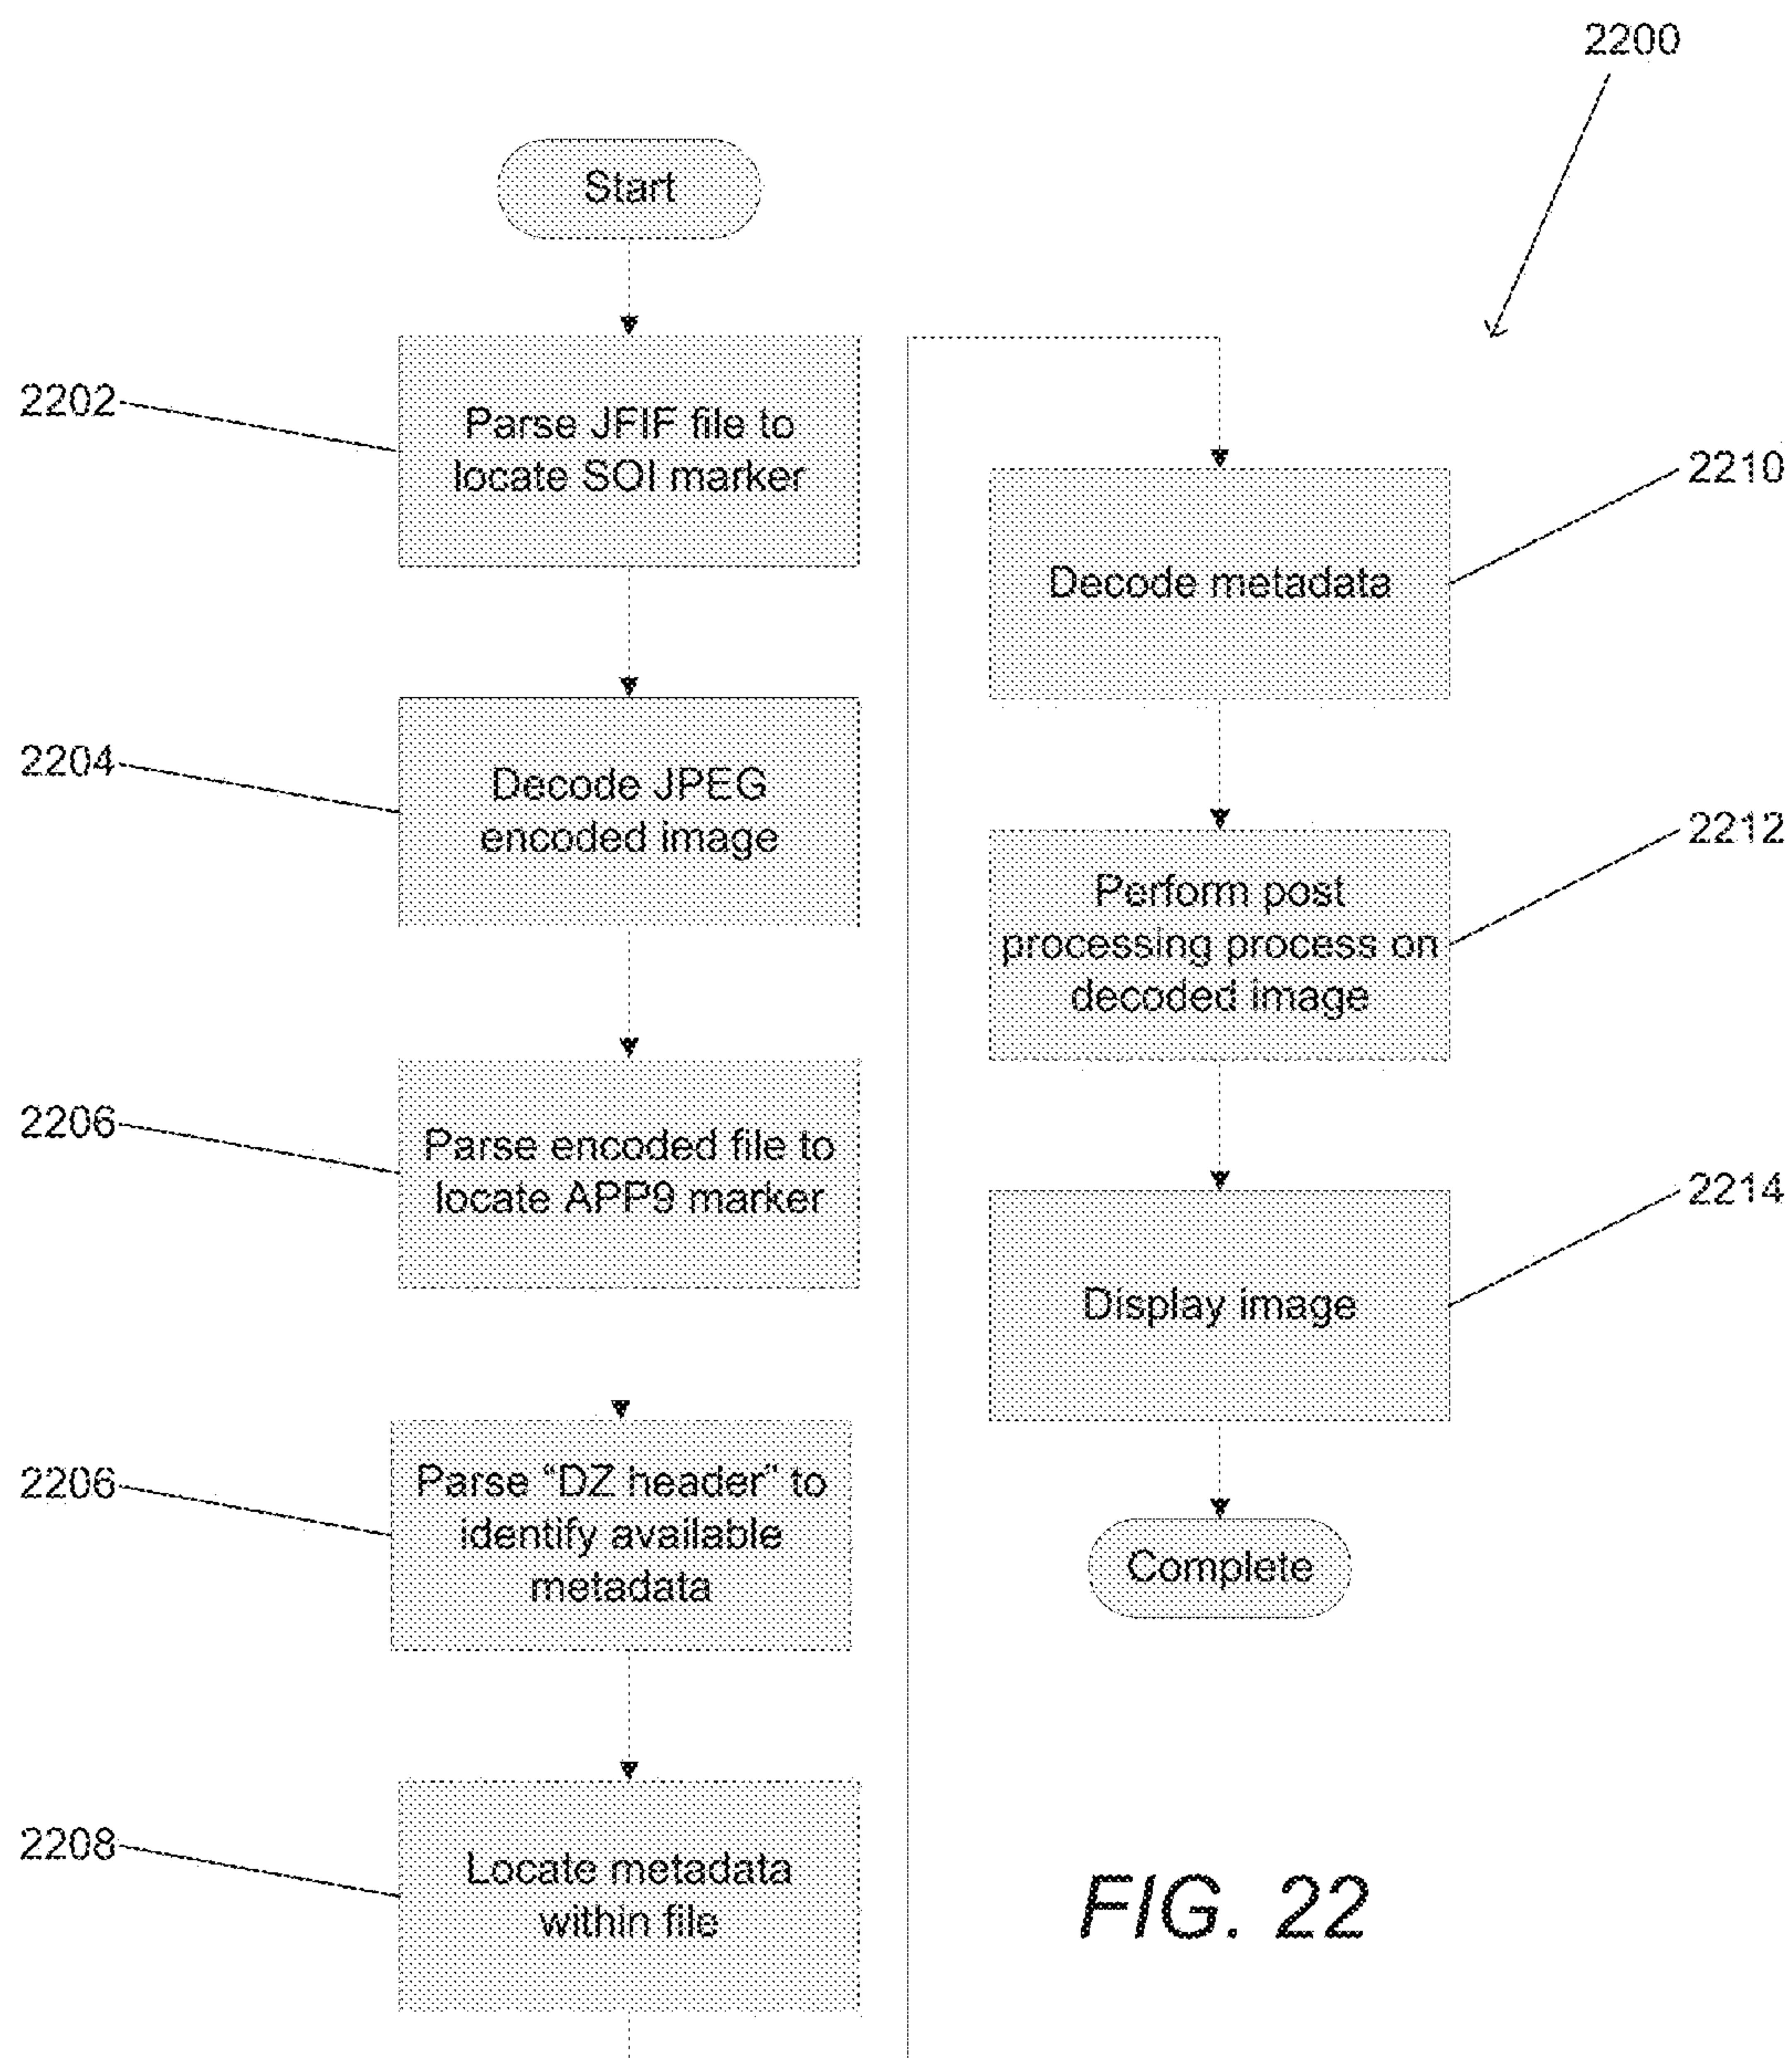 2200
Start
2202
Parse JFIF file to
locate SOI marker
2204
Decode JPEG
encoded image
2206
Parse encoded file to
locate APP9 marker
2206
Parse “DZ header” to
identify available
metadata
2208
Locate metadata
within file
2210
Decode metadata
2212
Perform post
processing process on
decoded image
2214
Display image
Complete
FIG. 22